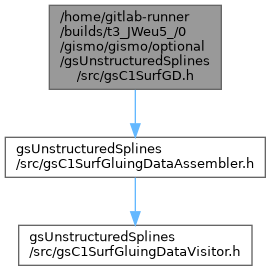 /home/gitlab-runner
/builds/t3_JWeu5_/0
/gismo/gismo/optional
/gsUnstructuredSplines
/src/gsC1SurfGD.h
gsUnstructuredSplines
/src/gsC1SurfGluingDataAssembler.h
gsUnstructuredSplines
/src/gsC1SurfGluingDataVisitor.h